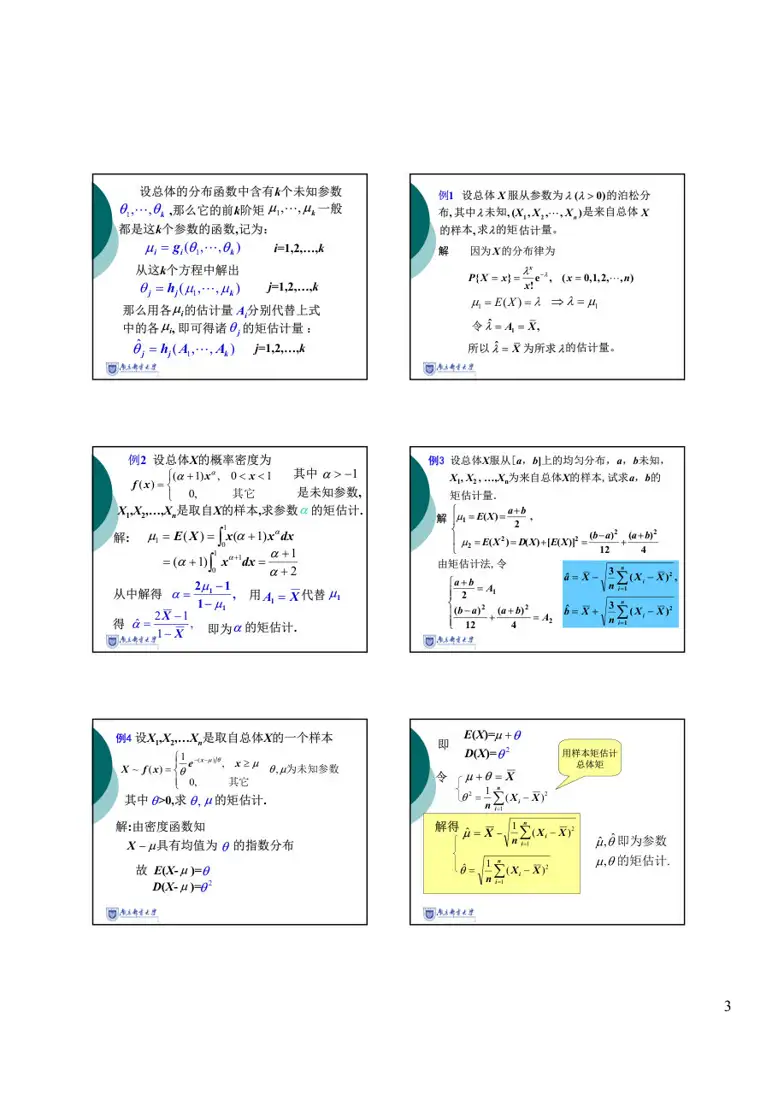 设总体的分布函数中含有k个未知参数
θ₁,⋯,θₖ ,那么它的前k阶矩 μ₁,⋯,μₖ 一般
都是这k个参数的函数,记为:
μᵢ = gᵢ(θ₁,⋯,θₖ) i=1,2,…,k
从这k个方程中解出
θⱼ = hⱼ(μ₁,⋯,μₖ) j=1,2,…,k
那么用各μᵢ的估计量 Aᵢ分别代替上式
中的各μᵢ, 即可得诸θⱼ的矩估计量 :
θ̂ⱼ = hⱼ(A₁,⋯,Aₖ) j=1,2,…,k
例1 设总体 X 服从参数为 λ (λ > 0)的泊松分
布, 其中 λ 未知, (X₁, X₂, ⋯, Xₙ) 是来自总体 X
的样本, 求λ的矩估计量。
解 因为X的分布律为
P{X = x} = λˣ/x! e^{-λ}, (x = 0,1,2,⋯,n)
μ₁ = E(X) = λ ⇒ λ = μ₁
令 λ̂ = A₁ = X̄,
所以 λ̂ = X̄ 为所求 λ的估计量。
例2 设总体X的概率密度为
f(x) = { (α+1)x^α, 0 < x < 1 其中 α > −1
0, 其它 是未知参数,
X₁,X₂,…,Xₙ是取自X的样本,求参数 α 的矩估计.
解: μ₁ = E(X) = ∫₀¹ x(α+1)x^α dx
= (α+1)∫₀¹ x^{α+1} dx = (α+1)/(α+2)
从中解得 α = (2μ₁ − 1)/(1 − μ₁), 用 A₁ = X̄ 代替 μ₁
得 α̂ = (2X̄ − 1)/(1 − X̄), 即为α 的矩估计.
例3 设总体X服从[a, b]上的均匀分布, a, b未知,
X₁, X₂ , …,Xₙ为来自总体X的样本, 试求a, b的
矩估计量.
解 { μ₁ = E(X) = (a+b)/2 ,
μ₂ = E(X²) = D(X)+[E(X)]² = (b−a)²/12 + (a+b)²/4
由矩估计法,令
{ (a+b)/2 = A₁
(b−a)²/12 + (a+b)²/4 = A₂
â = X̄ − √(3/n ∑ᵢ₌₁ⁿ (Xᵢ − X̄)²) ,
b̂ = X̄ + √(3/n ∑ᵢ₌₁ⁿ (Xᵢ − X̄)²)
例4 设X₁,X₂,…Xₙ是取自总体X的一个样本
X ~ f(x) = { 1/θ e^{−(x−μ)/θ}, x ≥ μ θ,μ为未知参数
0, 其它
其中 θ>0,求 θ, μ 的矩估计.
解:由密度函数知
X − μ具有均值为 θ 的指数分布
故 E(X- μ )=θ
D(X- μ )=θ²
即 E(X)=μ + θ
D(X)=θ²
用样本矩估计
总体矩
令 { μ + θ = X̄
θ² = 1/n ∑ᵢ₌₁ⁿ (Xᵢ − X̄)²
解得 { μ̂ = X̄ − √(1/n ∑ᵢ₌₁ⁿ (Xᵢ − X̄)²)
θ̂ = √(1/n ∑ᵢ₌₁ⁿ (Xᵢ − X̄)²)
μ̂, θ̂ 即为参数
μ, θ 的矩估计.
3